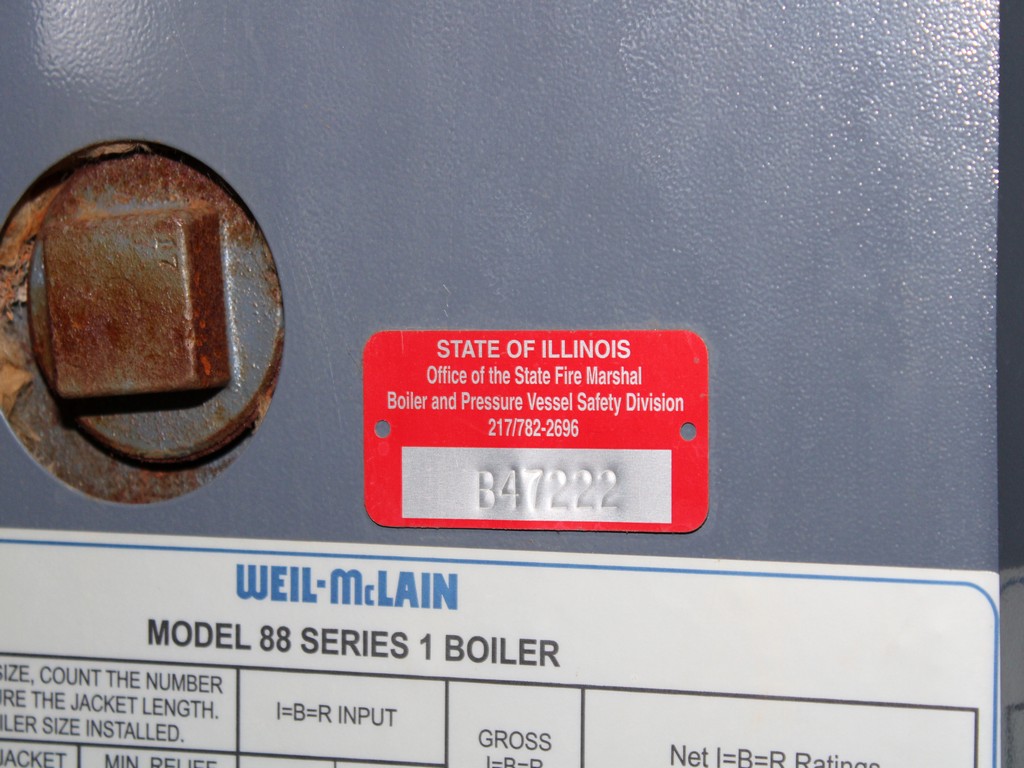 17
STATE OF ILLINOIS
Office of the State Fire Marshal
Boiler and Pressure Vessel Safety Division
217/782-2696
B47222
WEIL-McLAIN
MODEL 88 SERIES 1 BOILER
SIZE, COUNT THE NUMBER
THE JACKET LENGTH.
SIZE INSTALLED.
I=B=R INPUT
GROSS
I=B=R
Net I=B=R Ratings
JACKET
MIN. RELIEF